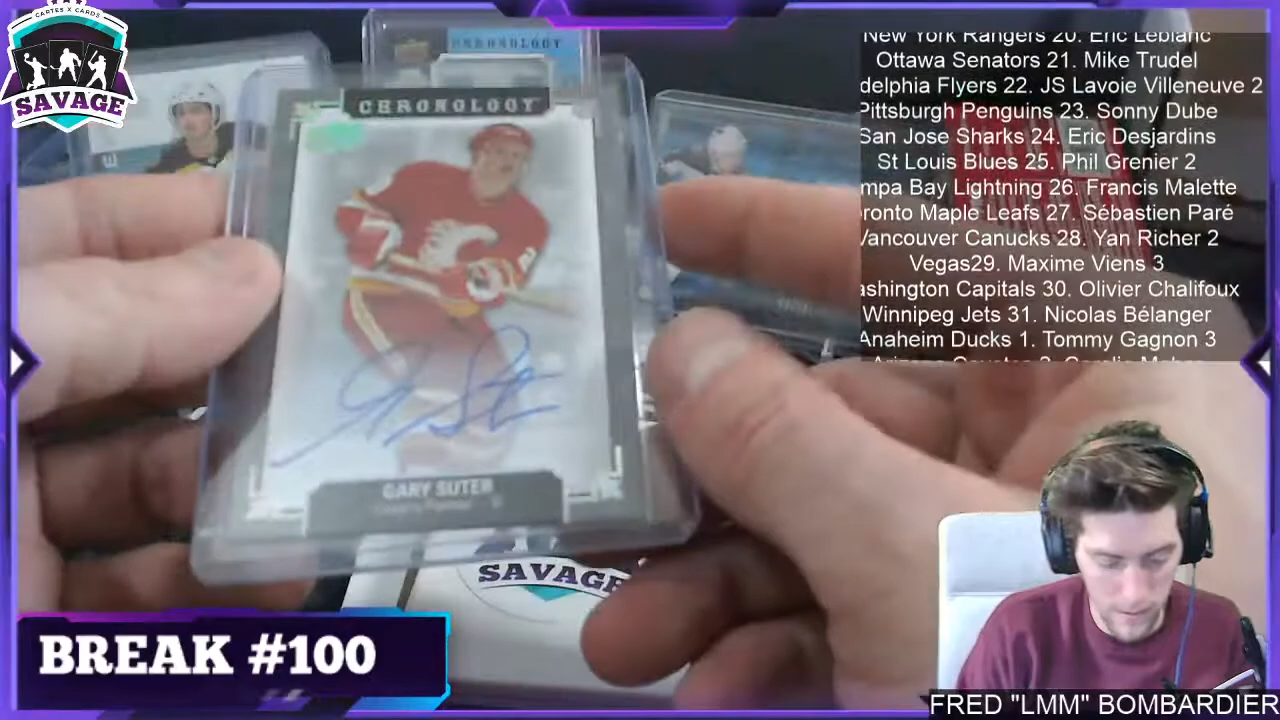 CARTES X CARDS
SAVAGE
CHRONOLOGY
CHRONOLOGY
GARY SUTER
SAVAGE
BREAK #100
New York Rangers 20. Eric Leblanc
Ottawa Senators 21. Mike Trudel
delphia Flyers 22. JS Lavoie Villeneuve 2
Pittsburgh Penguins 23. Sonny Dube
San Jose Sharks 24. Eric Desjardins
St Louis Blues 25. Phil Grenier 2
mpa Bay Lightning 26. Francis Malette
ronto Maple Leafs 27. Sébastien Paré
Vancouver Canucks 28. Yan Richer 2
Vegas29. Maxime Viens 3
ashington Capitals 30. Olivier Chalifoux
Winnipeg Jets 31. Nicolas Bélanger
Anaheim Ducks 1. Tommy Gagnon 3
FRED "LMM" BOMBARDIER